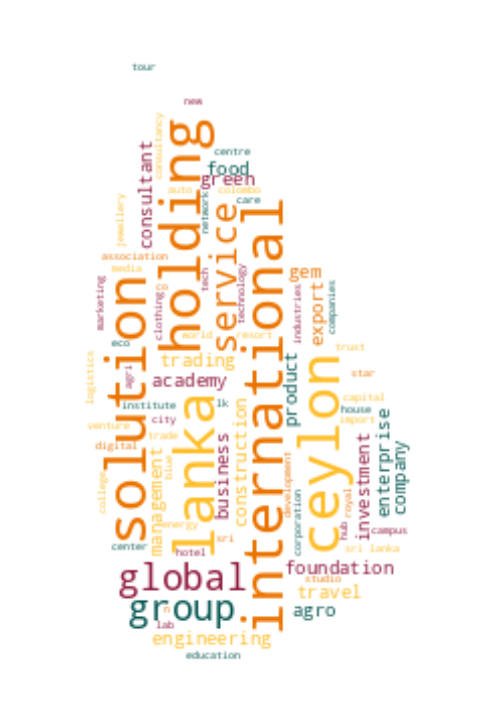 tour
new
consultancy
holding
consultant
centre
food
green
auto
colombo
care
network
jewellery
service
international
association
media
gem
tech
technology
marketing
solution
co
clothing
industries
export
companies
eco
world
resort
trading
trust
logistics
agri
academy
product
ceylon
star
institute
lanka
lk
construction
capital
house
import
city
venture
trade
digital
business
enterprise
investment
company
management
blue
college
development
corporation
royal
hub
campus
energy
sri
center
hotel
sri lanka
global
foundation
studio
group
n
travel
agro
lab
engineering
education